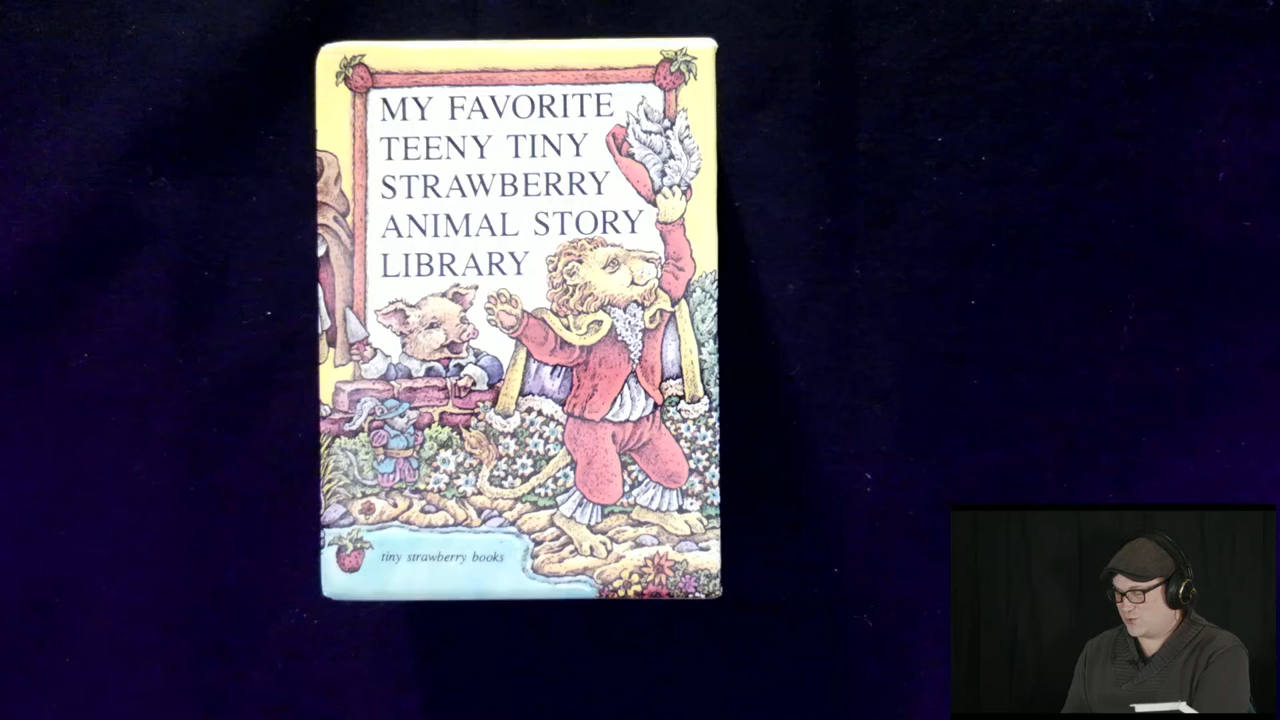 MY FAVORITE
TEENY TINY
STRAWBERRY
ANIMAL STORY
LIBRARY
tiny strawberry books